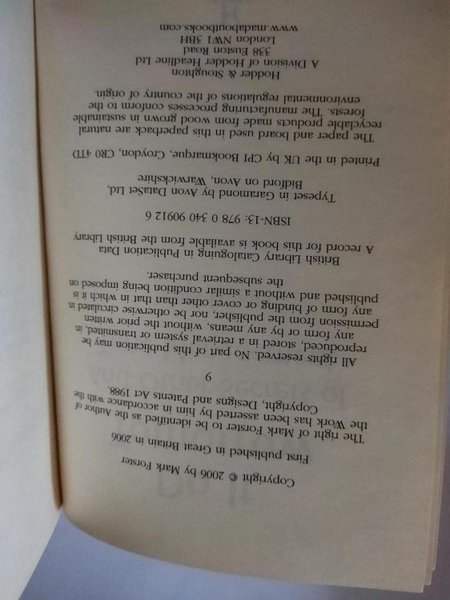 Copyright © 2006 by Mark Forster
First published in Great Britain in 2006
The right of Mark Forster to be identified as the Author of
the Work has been asserted by him in accordance with the
Copyright, Designs and Patents Act 1988.
9
All rights reserved. No part of this publication may be
reproduced, stored in a retrieval system or transmitted, in
any form or by any means, without the prior written
permission from the publisher, nor be otherwise circulated in
any form of binding or cover other than that in which it is
published and without a similar condition being imposed on
the subsequent purchaser.
British Library Cataloguing in Publication Data
A record for this book is available from the British Library
ISBN-13: 978 0 340 90912 6
Typeset in Garamond by Avon DataSet Ltd,
Bidford on Avon, Warwickshire
Printed in the UK by CPI Bookmarque, Croydon, CR0 4TD
The paper and board used in this paperback are natural
recyclable products made from wood grown in sustainable
forests. The manufacturing processes conform to the
environmental regulations of the country of origin.
Hodder & Stoughton
A Division of Hodder Headline Ltd
338 Euston Road
London NW1 3BH
www.madaboutbooks.com